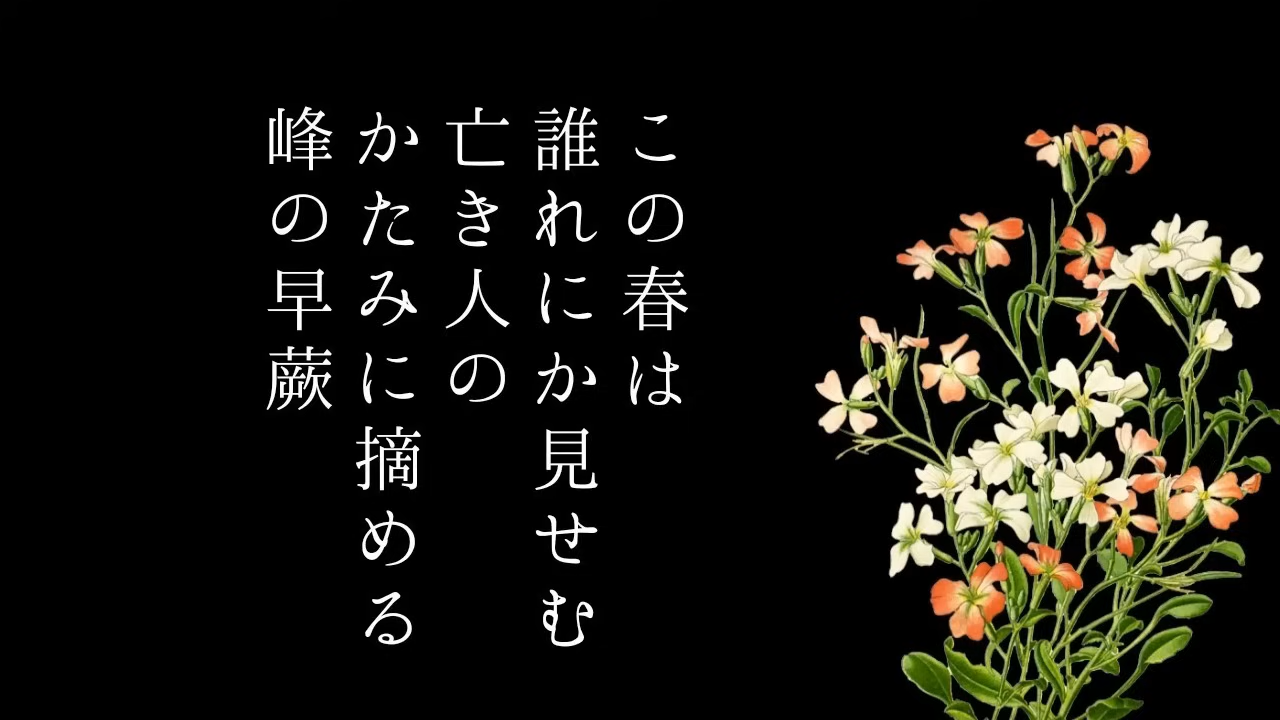 この春は
誰れにか見せむ
亡き人の
かたみに摘める
峰の早蕨